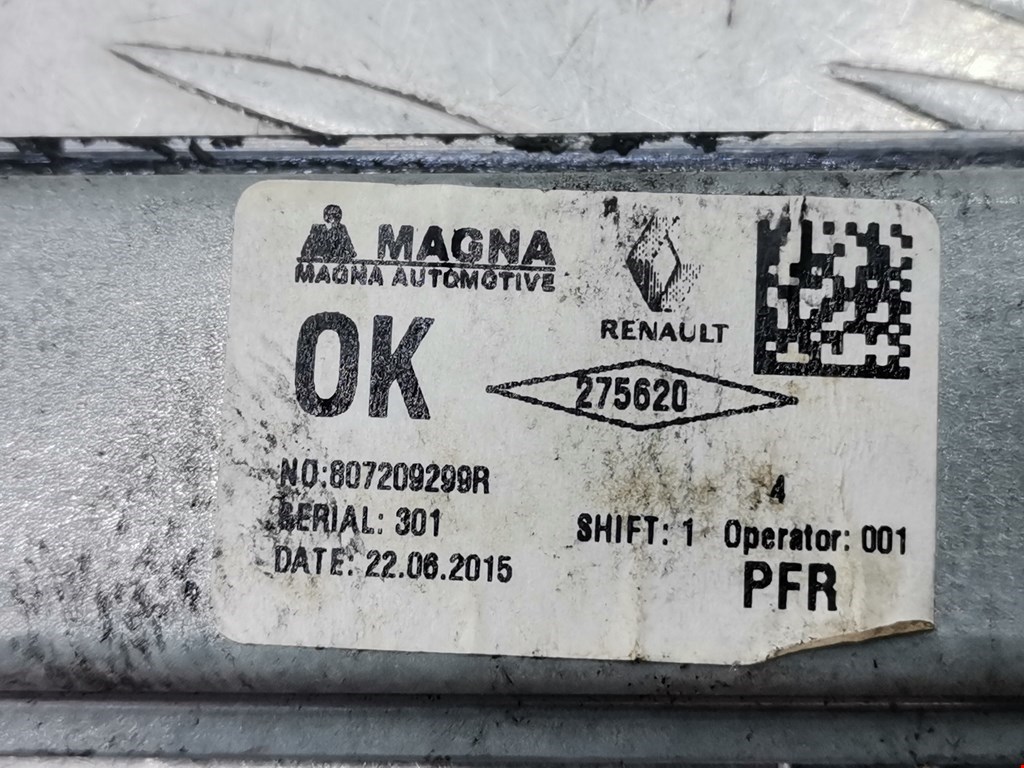 MAGNA
MAGNA AUTOMOTIVE
RENAULT
OK
275620
NO:807209299R
4
SERIAL: 301
SHIFT: 1 Operator: 001
DATE: 22.06.2015
PFR